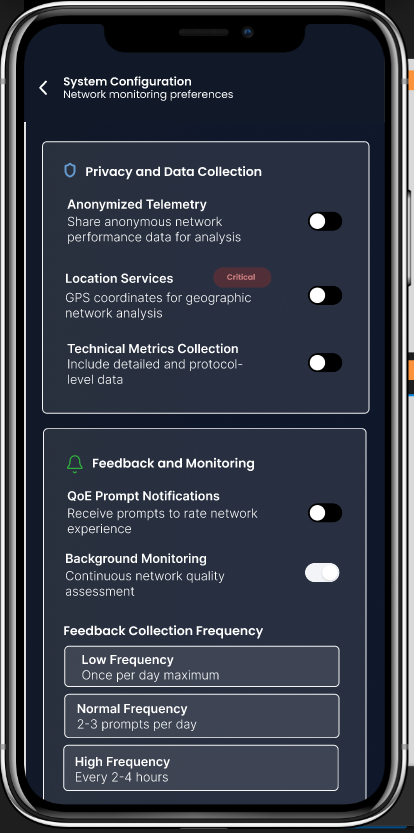 System Configuration
Network monitoring preferences
Privacy and Data Collection
Anonymized Telemetry
Share anonymous network
performance data for analysis
Location Services
Critical
GPS coordinates for geographic
network analysis
Technical Metrics Collection
Include detailed and protocol-
level data
Feedback and Monitoring
QoE Prompt Notifications
Receive prompts to rate network
experience
Background Monitoring
Continuous network quality
assessment
Feedback Collection Frequency
Low Frequency
Once per day maximum
Normal Frequency
2-3 prompts per day
High Frequency
Every 2-4 hours